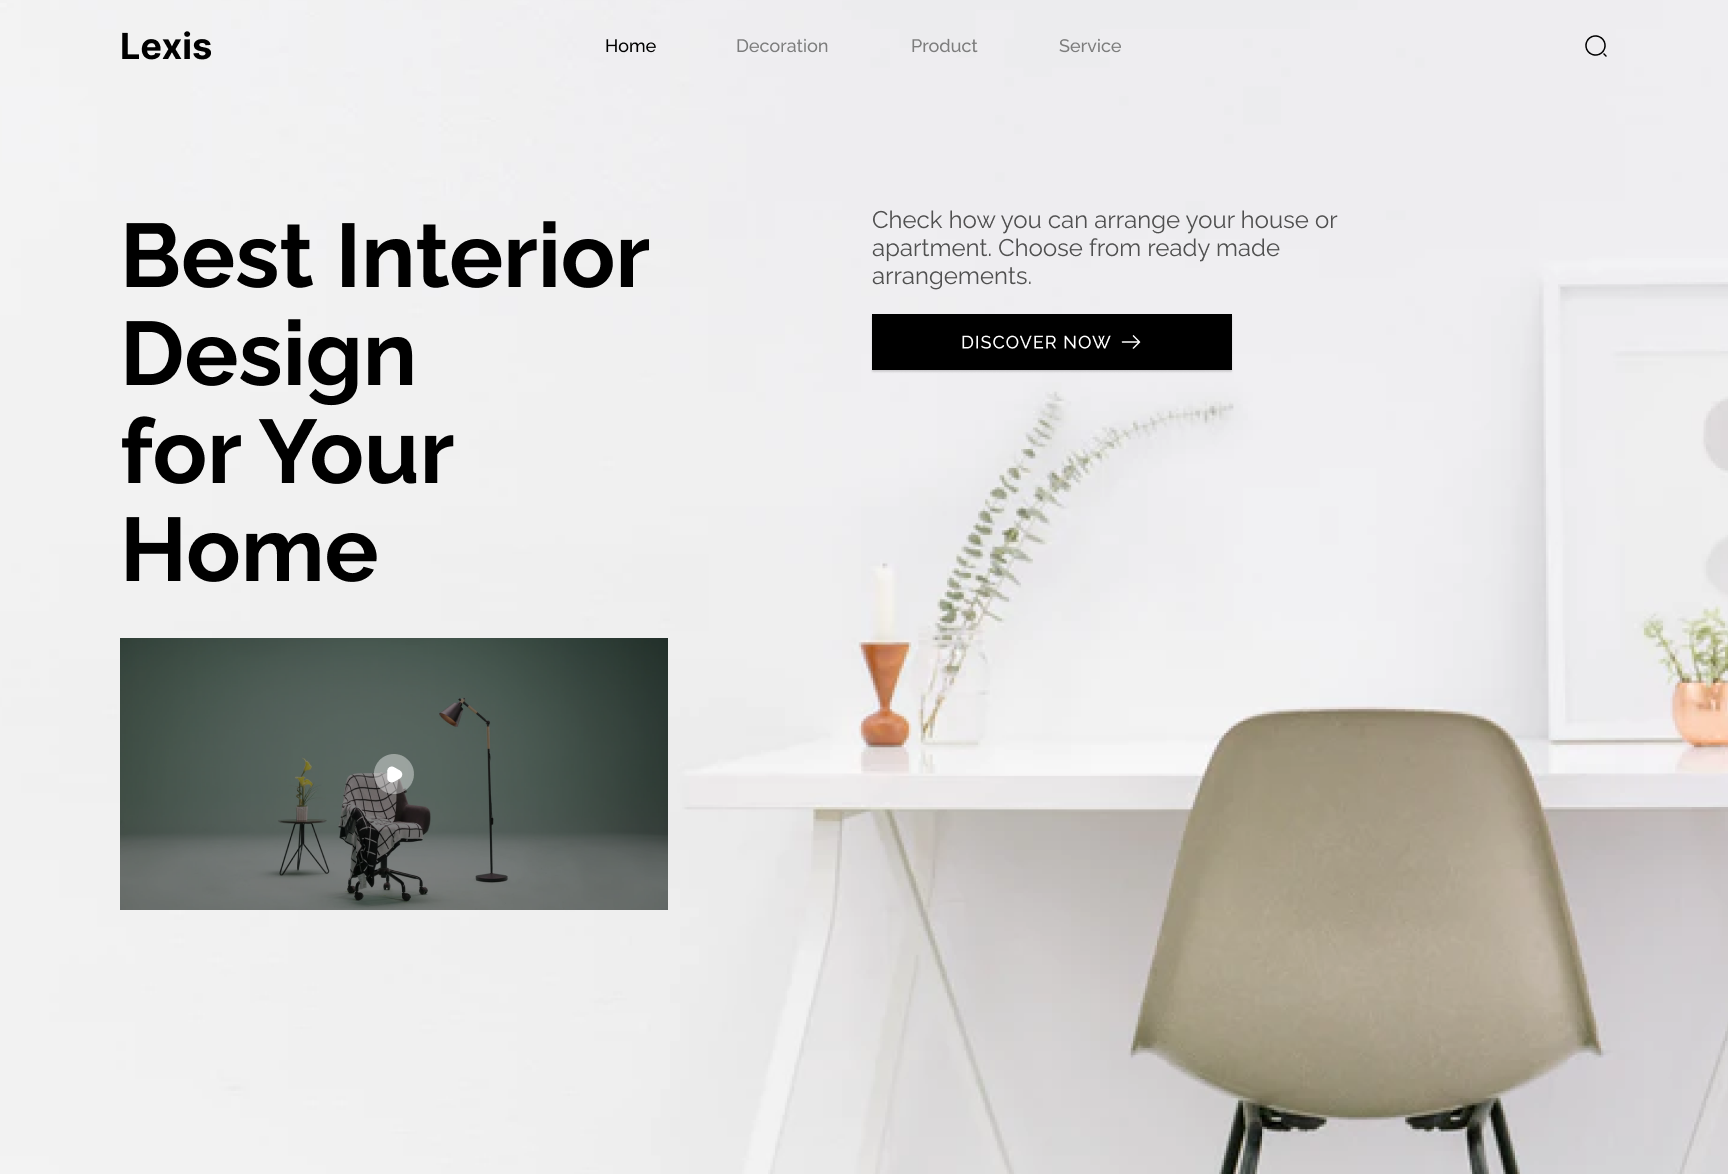 Lexis
Home
Decoration
Product
Service
Best Interior
Design
for Your
Home
Check how you can arrange your house or
apartment. Choose from ready made
arrangements.
DISCOVER NOW